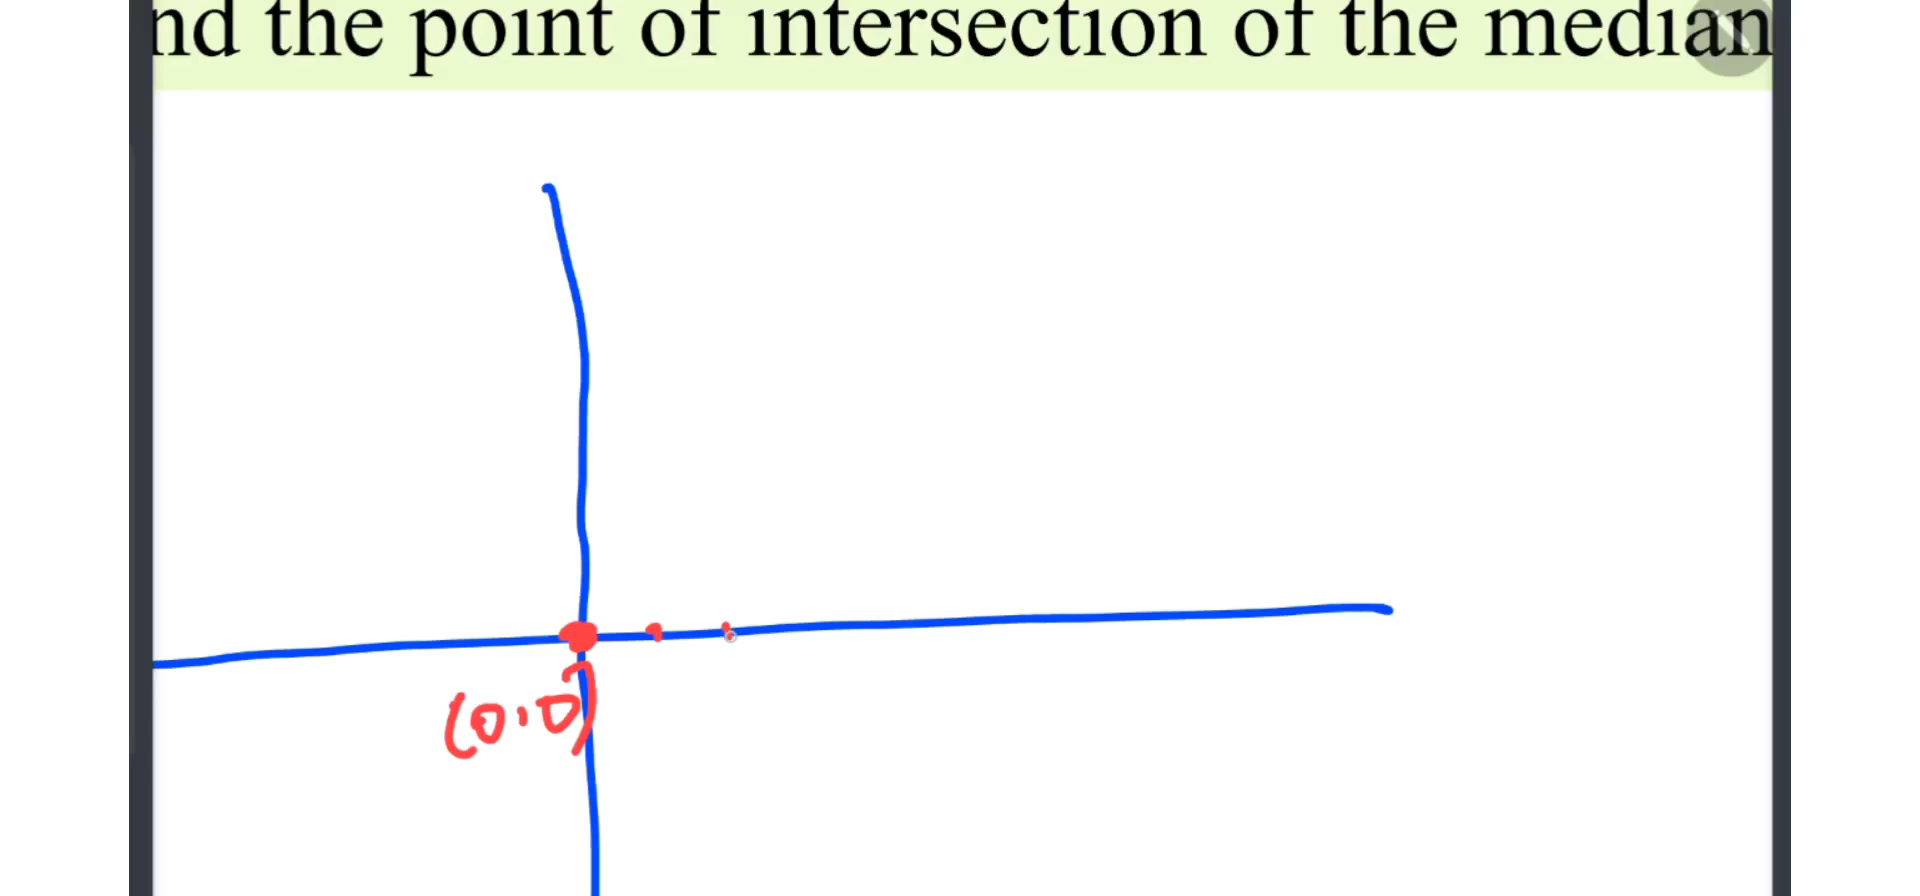 nd the point of intersection of the median
(0,0)